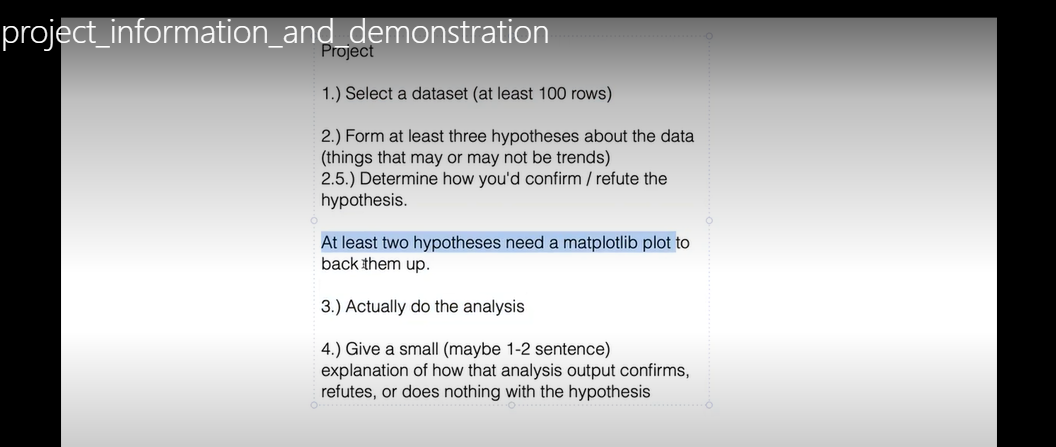 project_information_and_demonstration
Project
1.) Select a dataset (at least 100 rows)
2.) Form at least three hypotheses about the data
(things that may or may not be trends)
2.5.) Determine how you'd confirm / refute the
hypothesis.
At least two hypotheses need a matplotlib plot to
back them up.
3.) Actually do the analysis
4.) Give a small (maybe 1-2 sentence)
explanation of how that analysis output confirms,
refutes, or does nothing with the hypothesis